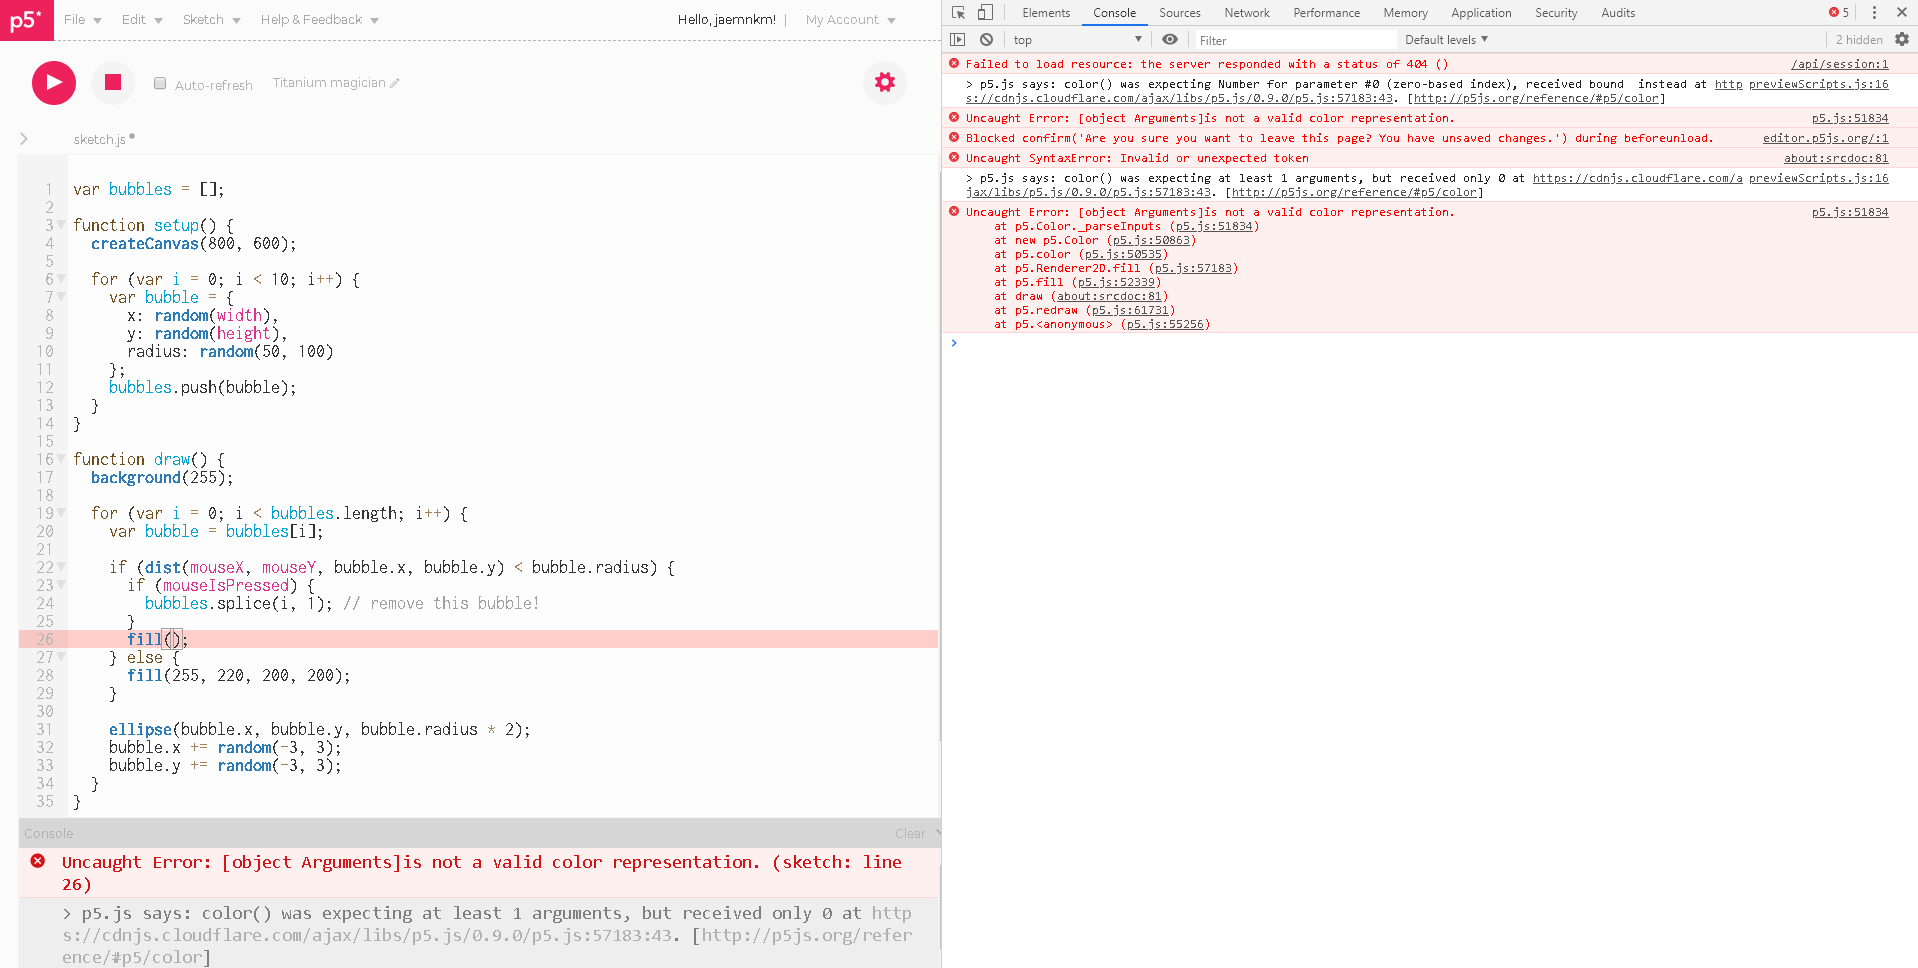 p5* File Edit Sketch Help & Feedback Hello, jaemnkm! | My Account
Auto-refresh Titanium magician
sketch.js
1 var bubbles = [];
2
3 function setup() {
4 createCanvas(800, 600);
5
6 for (var i = 0; i < 10; i++) {
7 var bubble = {
8 x: random(width),
9 y: random(height),
10 radius: random(50, 100)
11 };
12 bubbles.push(bubble);
13 }
14 }
15
16 function draw() {
17 background(255);
18
19 for (var i = 0; i < bubbles.length; i++) {
20 var bubble = bubbles[i];
21
22 if (dist(mouseX, mouseY, bubble.x, bubble.y) < bubble.radius) {
23 if (mouseIsPressed) {
24 bubbles.splice(i, 1); // remove this bubble!
25 }
26 fill();
27 } else {
28 fill(255, 220, 200, 200);
29 }
30
31 ellipse(bubble.x, bubble.y, bubble.radius * 2);
32 bubble.x += random(-3, 3);
33 bubble.y += random(-3, 3);
34 }
35 }
Console Clear
Uncaught Error: [object Arguments]is not a valid color representation. (sketch: line
26)
> p5.js says: color() was expecting at least 1 arguments, but received only 0 at http
s://cdnjs.cloudflare.com/ajax/libs/p5.js/0.9.0/p5.js:57183:43. [http://p5js.org/refer
ence/#p5/color]
Elements Console Sources Network Performance Memory Application Security Audits 5
top Filter Default levels 2 hidden
Failed to load resource: the server responded with a status of 404 () /api/session:1
> p5.js says: color() was expecting Number for parameter #0 (zero-based index), received bound instead at http previewScripts.js:16
s://cdnjs.cloudflare.com/ajax/libs/p5.js/0.9.0/p5.js:57183:43. [http://p5js.org/reference/#p5/color]
Uncaught Error: [object Arguments]is not a valid color representation. p5.js:51834
Blocked confirm('Are you sure you want to leave this page? You have unsaved changes.') during beforeunload. editor.p5js.org/:1
Uncaught SyntaxError: Invalid or unexpected token about:srcdoc:81
> p5.js says: color() was expecting at least 1 arguments, but received only 0 at https://cdnjs.cloudflare.com/a previewScripts.js:16
jax/libs/p5.js/0.9.0/p5.js:57183:43. [http://p5js.org/reference/#p5/color]
Uncaught Error: [object Arguments]is not a valid color representation. p5.js:51834
at p5.Color._parseInputs (p5.js:51834)
at new p5.Color (p5.js:50863)
at p5.color (p5.js:50535)
at p5.Renderer2D.fill (p5.js:57183)
at p5.fill (p5.js:52339)
at draw (about:srcdoc:81)
at p5.redraw (p5.js:61731)
at p5.<anonymous> (p5.js:55256)
>